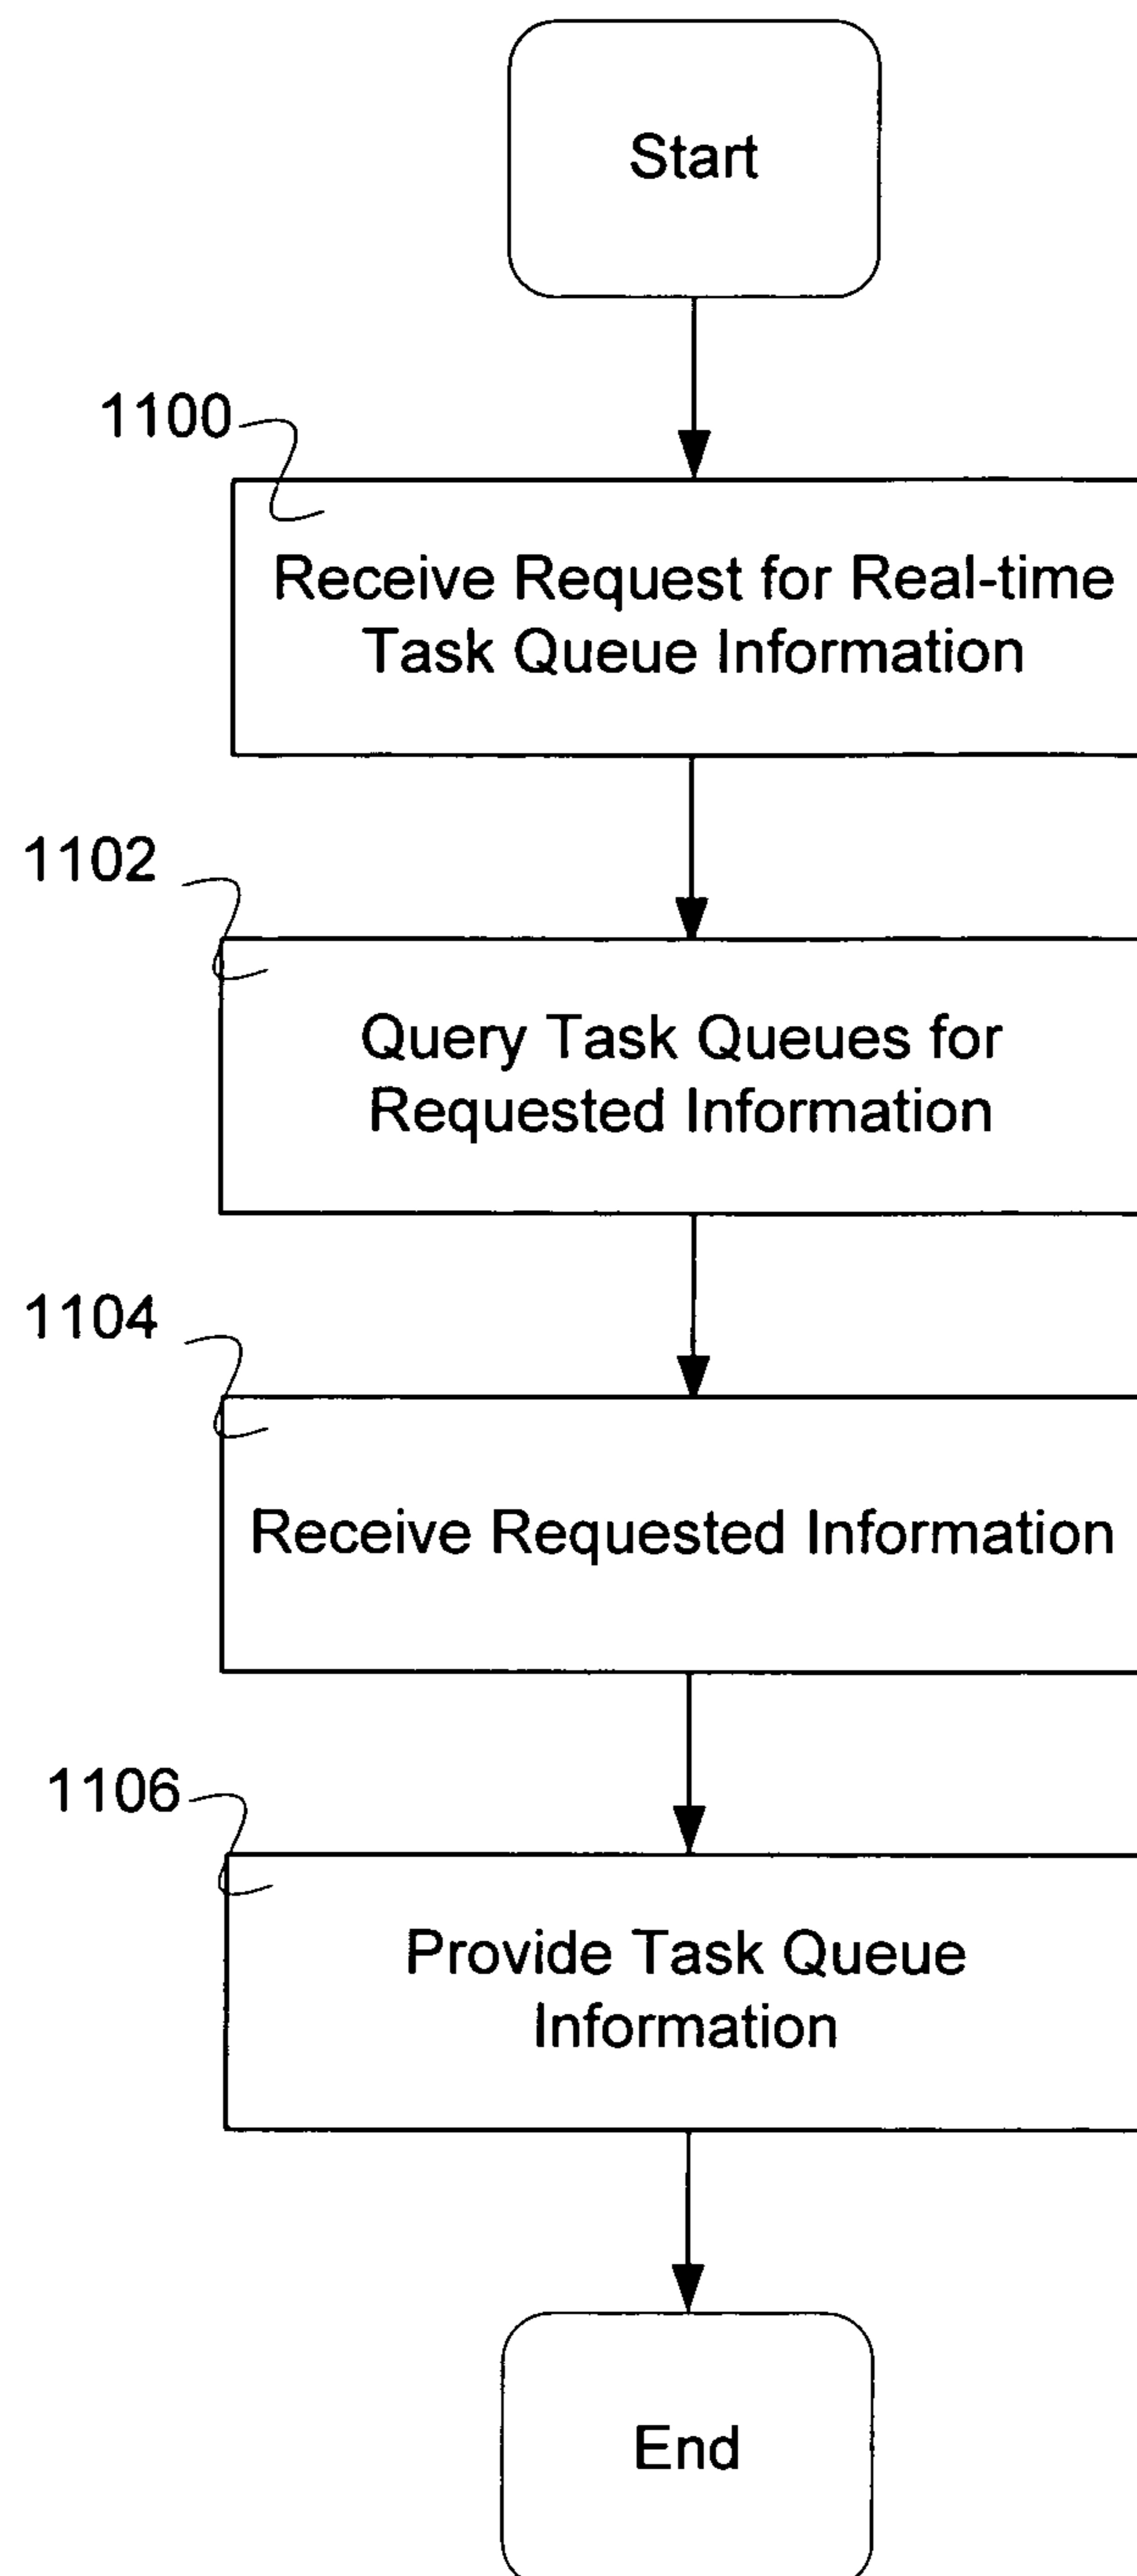 Start
1100
Receive Request for Real-time
Task Queue Information
1102
Query Task Queues for
Requested Information
1104
Receive Requested Information
1106
Provide Task Queue
Information
End